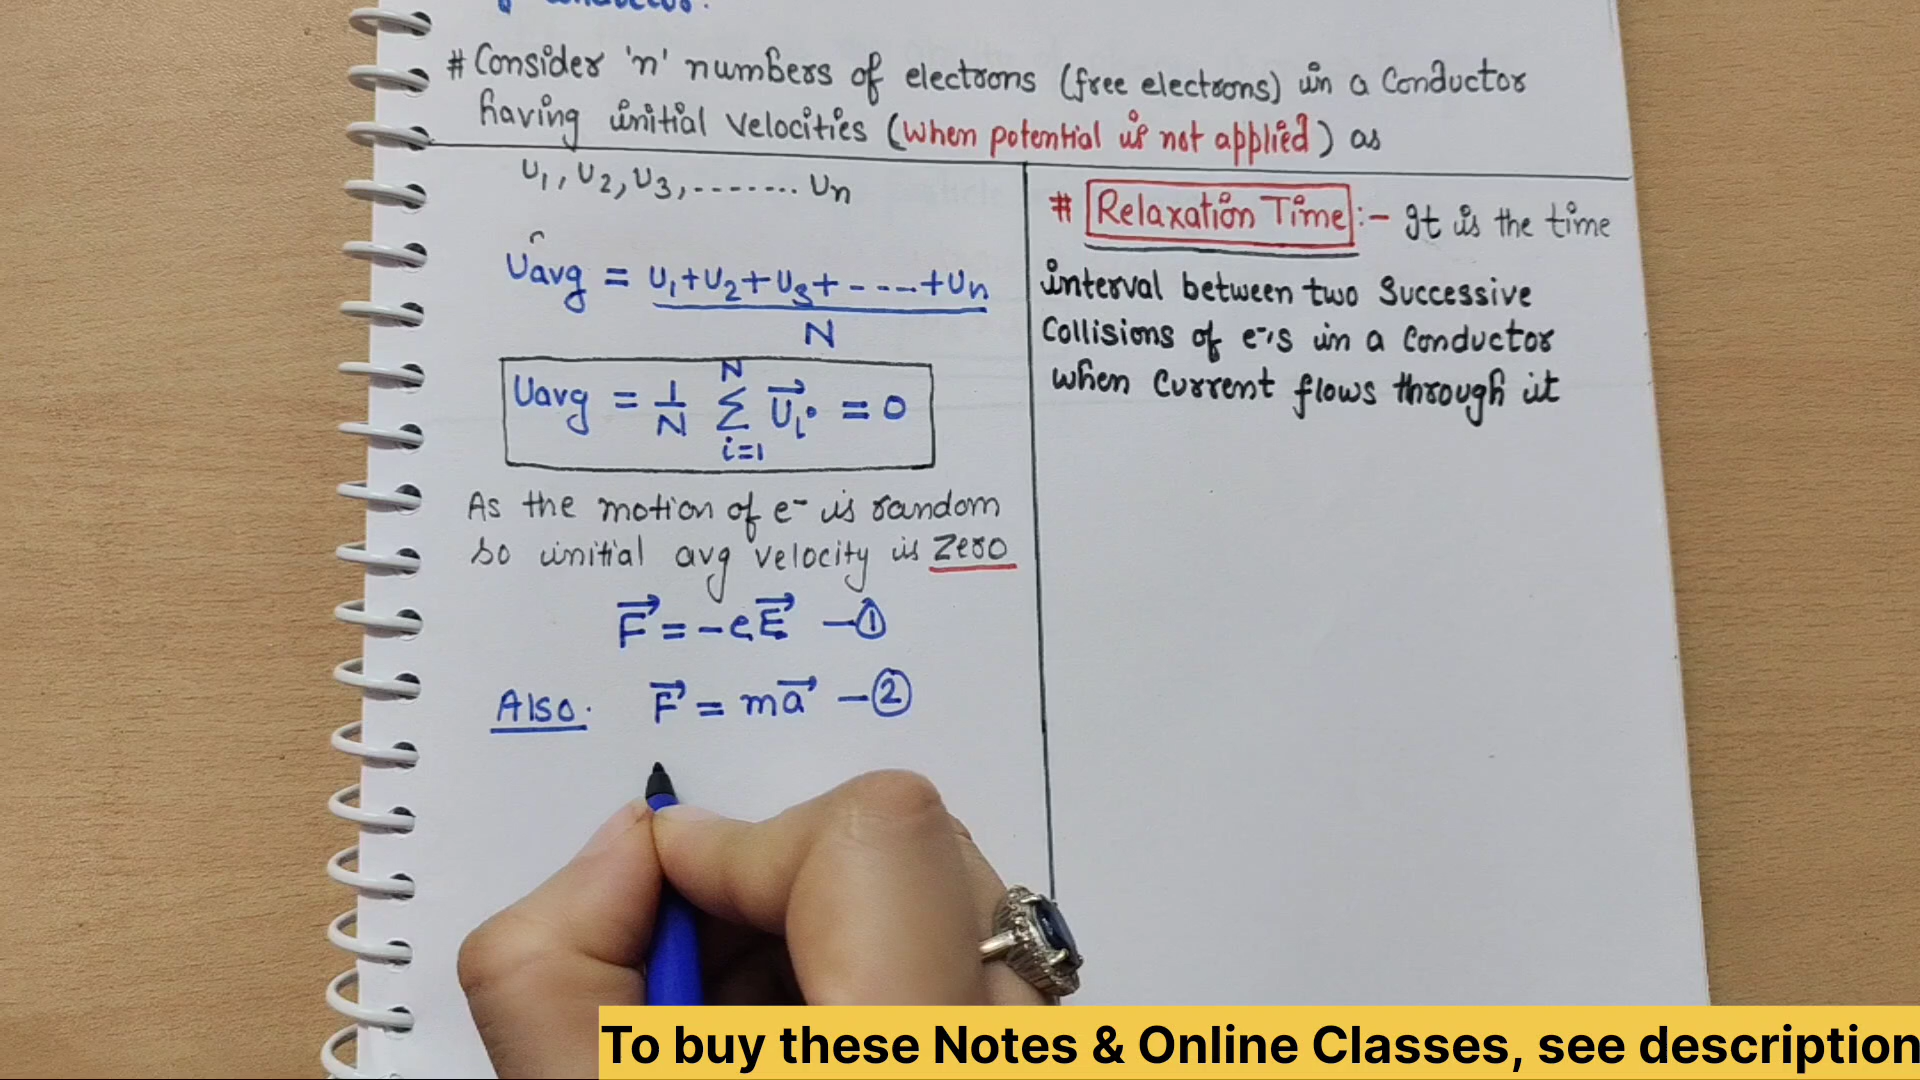 # Consider 'n' numbers of electrons (free electrons) in a Conductor
having initial velocities (when potential is not applied) as
U1, U2, U3, ------- Un
Uavg = U1+U2+U3+ ---- +Un
N
Uavg = 1/N N∑i=1 U⃗i = 0
As the motion of e⁻ is random
so initial avg velocity is Zero
F⃗ = -eE⃗ -①
Also. F⃗ = ma⃗ -②
# Relaxation Time :- It is the time
interval between two Successive
Collisions of e⁻'s in a Conductor
when Current flows through it
To buy these Notes & Online Classes, see description